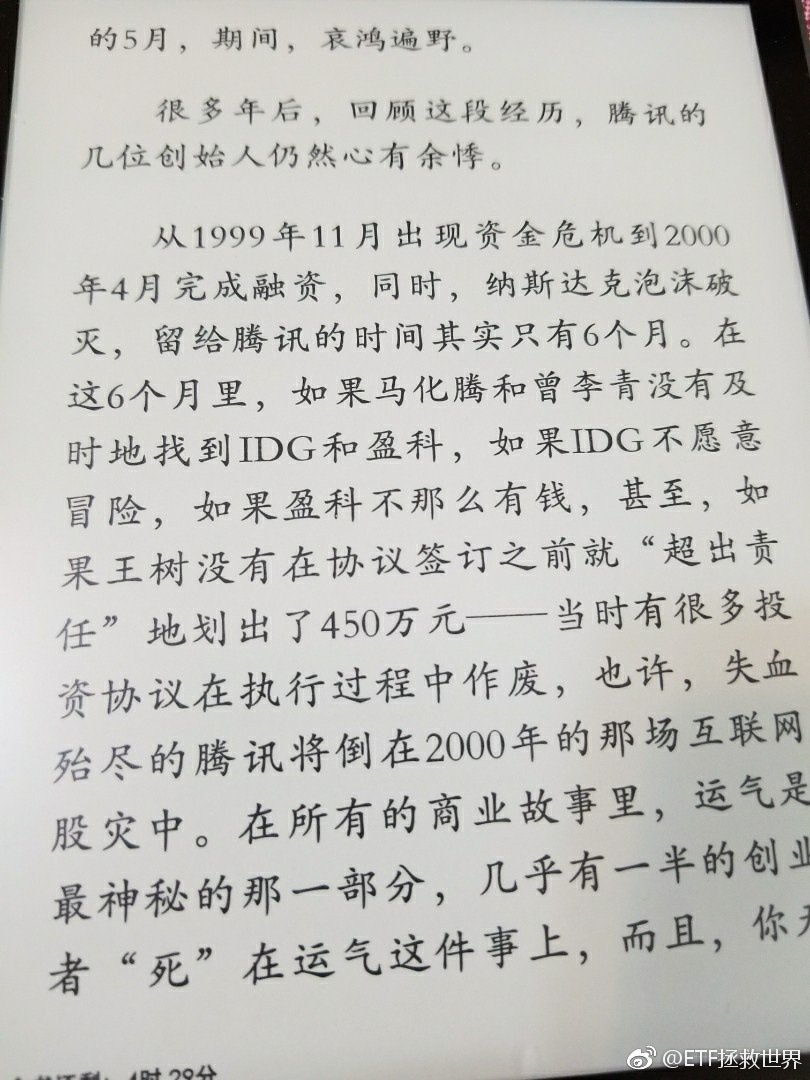 的5月，期间，哀鸿遍野。
很多年后，回顾这段经历，腾讯的
几位创始人仍然心有余悸。
从1999年11月出现资金危机到2000
年4月完成融资，同时，纳斯达克泡沫破
灭，留给腾讯的时间其实只有6个月。在
这6个月里，如果马化腾和曾李青没有及
时地找到IDG和盈科，如果IDG不愿意
冒险，如果盈科不那么有钱，甚至，如
果王树没有在协议签订之前就“超出责
任”地划出了450万元——当时有很多投
资协议在执行过程中作废，也许，失血
殆尽的腾讯将倒在2000年的那场互联网
股灾中。在所有的商业故事里，运气是
最神秘的那一部分，几乎有一半的创业
者“死”在运气这件事上，而且，你
4时29分
@ETF拯救世界